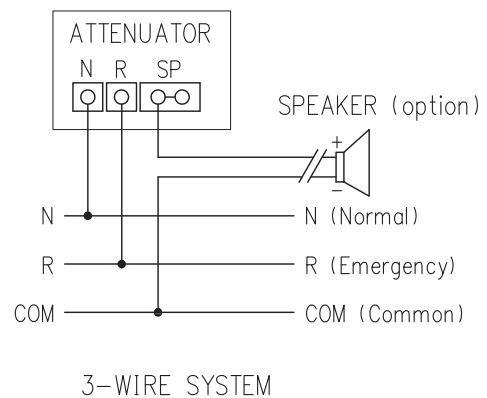 ATTENUATOR
N R SP
SPEAKER (option)
+
−
N N (Normal)
R R (Emergency)
COM COM (Common)
3−WIRE SYSTEM